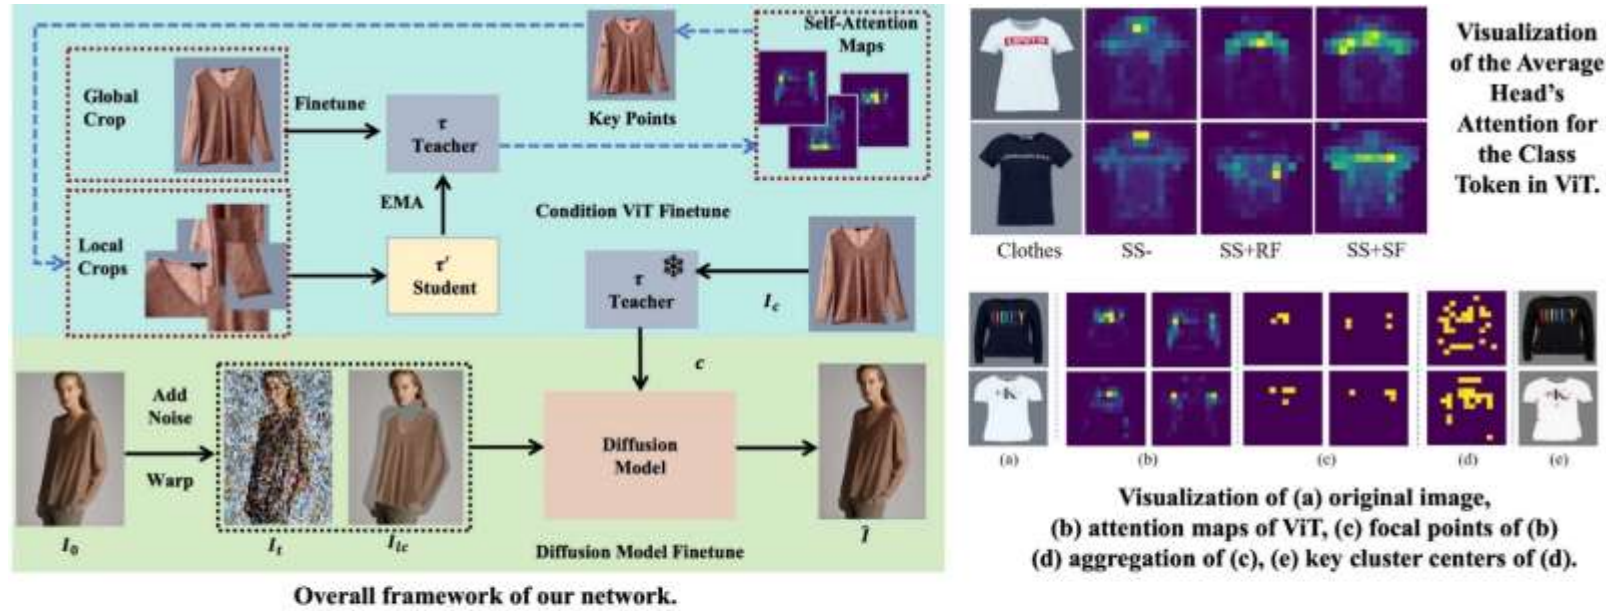 Self-Attention
Maps
Global
Crop
Finetune
τ
Teacher
Key Points
EMA
Condition ViT Finetune
Local
Crops
τ'
Student
τ
Teacher
I_c
c
Add
Noise
Warp
Diffusion
Model
I_0
I_t
I_lc
Diffusion Model Finetune
Î
Overall framework of our network.
Visualization
of the Average
Head's
Attention for
the Class
Token in ViT.
Clothes SS- SS+RF SS+SF
(a) (b) (c) (d) (e)
Visualization of (a) original image,
(b) attention maps of ViT, (c) focal points of (b)
(d) aggregation of (c), (e) key cluster centers of (d).